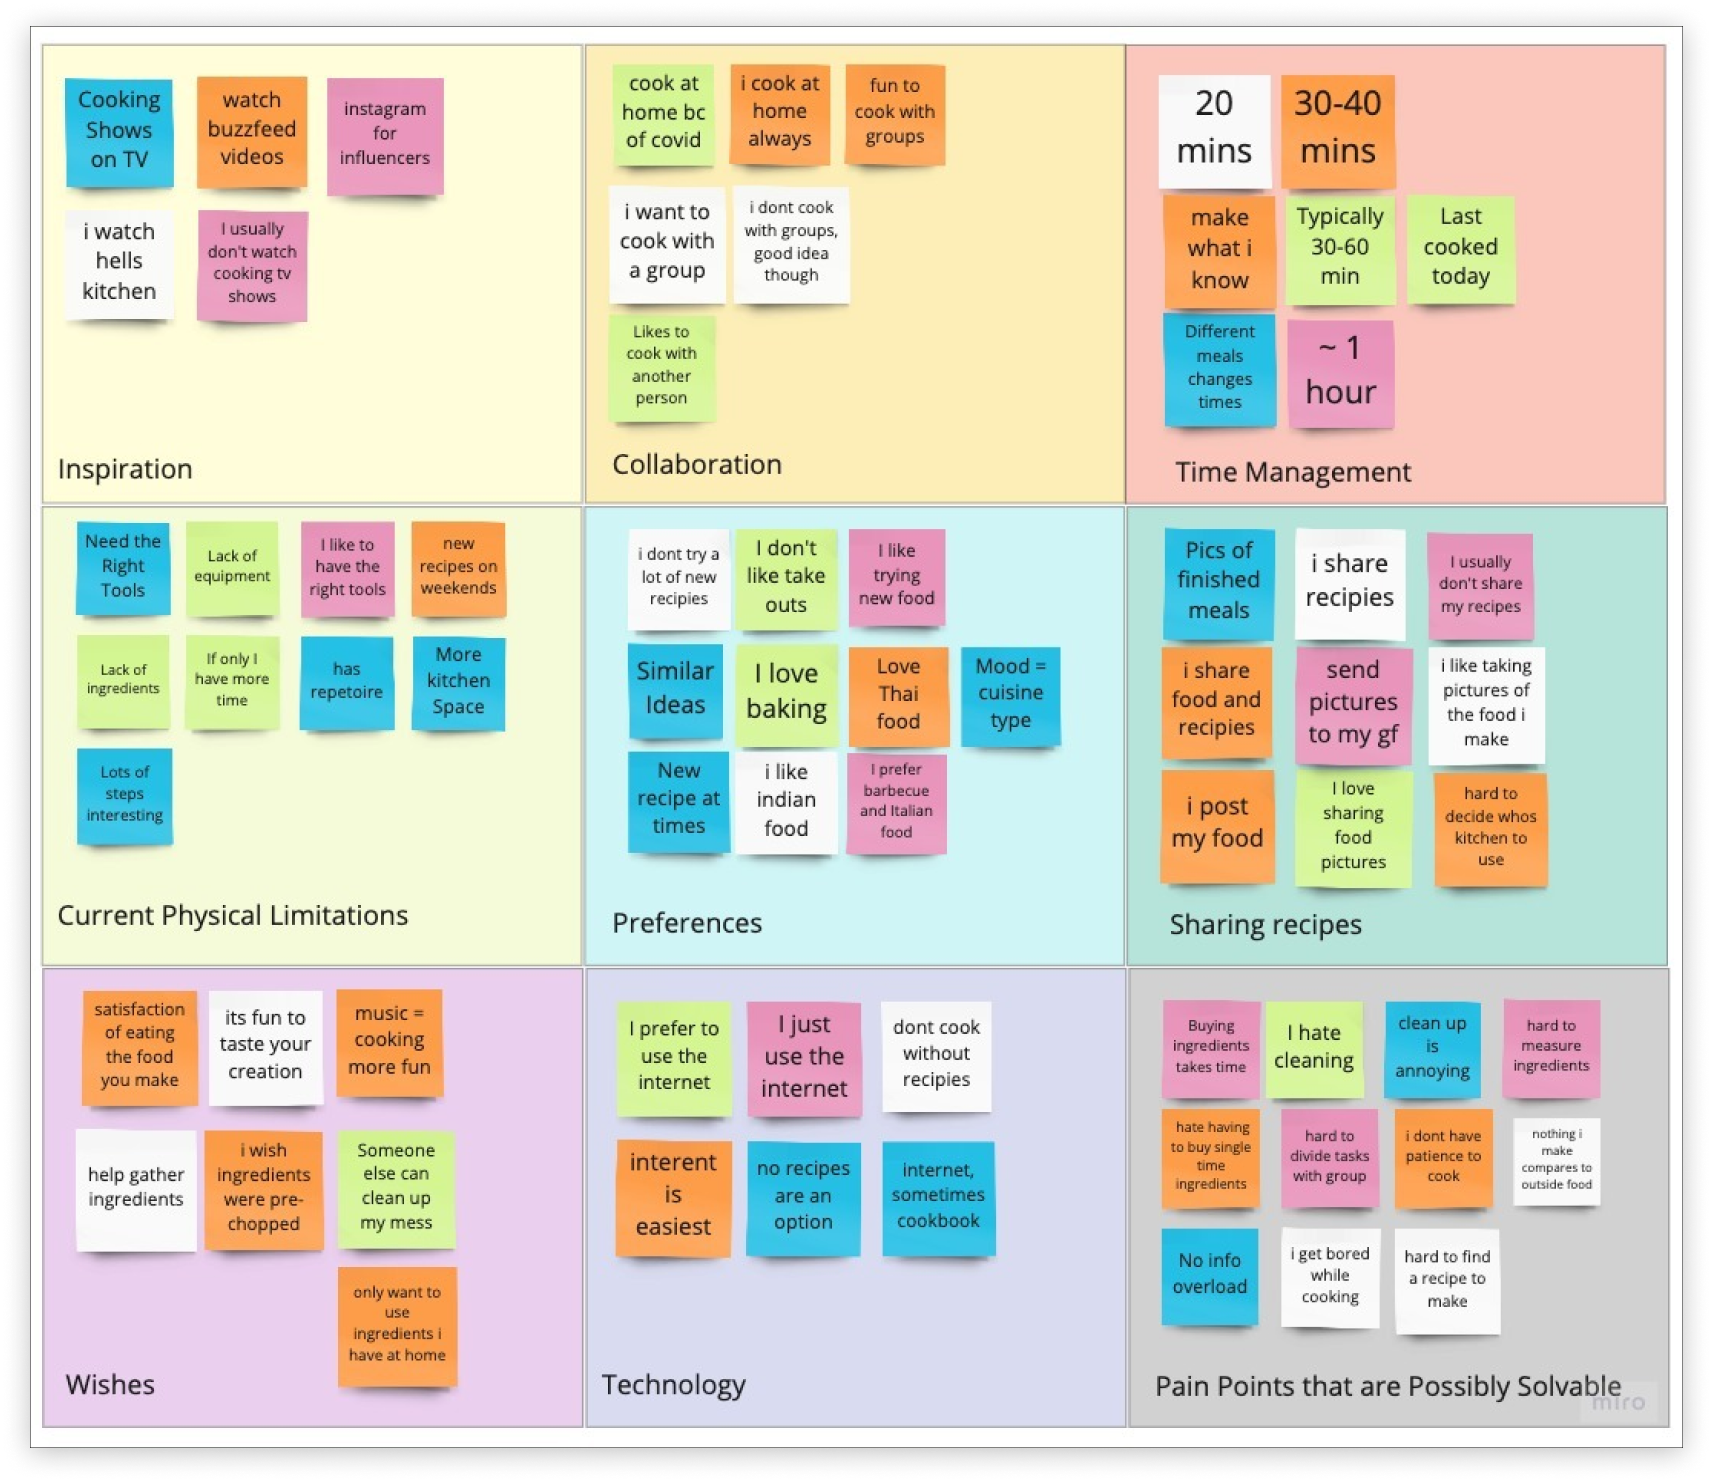 Cooking
Shows
on TV
watch
buzzfeed
videos
instagram
for
influencers
i watch
hells
kitchen
I usually
don't watch
cooking tv
shows
Inspiration
cook at
home bc
of covid
i cook at
home
always
fun to
cook with
groups
i want to
cook with
a group
i dont cook
with groups,
good idea
though
Likes to
cook with
another
person
Collaboration
20
mins
30-40
mins
make
what i
know
Typically
30-60
min
Last
cooked
today
Different
meals
changes
times
~ 1
hour
Time Management
Need the
Right
Tools
Lack of
equipment
I like to
have the
right tools
new
recipes on
weekends
Lack of
ingredients
If only I
have more
time
has
repetoire
More
kitchen
Space
Lots of
steps
interesting
Current Physical Limitations
i dont try a
lot of new
recipies
I don't
like take
outs
I like
trying
new food
Similar
Ideas
I love
baking
Love
Thai
food
Mood =
cuisine
type
New
recipe at
times
i like
indian
food
I prefer
barbecue
and Italian
food
Preferences
Pics of
finished
meals
i share
recipies
I usually
don't share
my recipes
i share
food and
recipies
send
pictures
to my gf
i like taking
pictures of
the food i
make
i post
my food
I love
sharing
food
pictures
hard to
decide whos
kitchen to
use
Sharing recipes
satisfaction
of eating
the food
you make
its fun to
taste your
creation
music =
cooking
more fun
help gather
ingredients
i wish
ingredients
were pre-
chopped
Someone
else can
clean up
my mess
only want to
use
ingredients i
have at home
Wishes
I prefer to
use the
internet
I just
use the
internet
dont cook
without
recipies
interent
is
easiest
no recipes
are an
option
internet,
sometimes
cookbook
Technology
Buying
ingredients
takes time
I hate
cleaning
clean up
is
annoying
hard to
measure
ingredients
hate having
to buy single
time
ingredients
hard to
divide tasks
with group
i dont have
patience to
cook
nothing i
make
compares to
outside food
No info
overload
i get bored
while
cooking
hard to find
a recipe to
make
Pain Points that are Possibly Solvable
miro